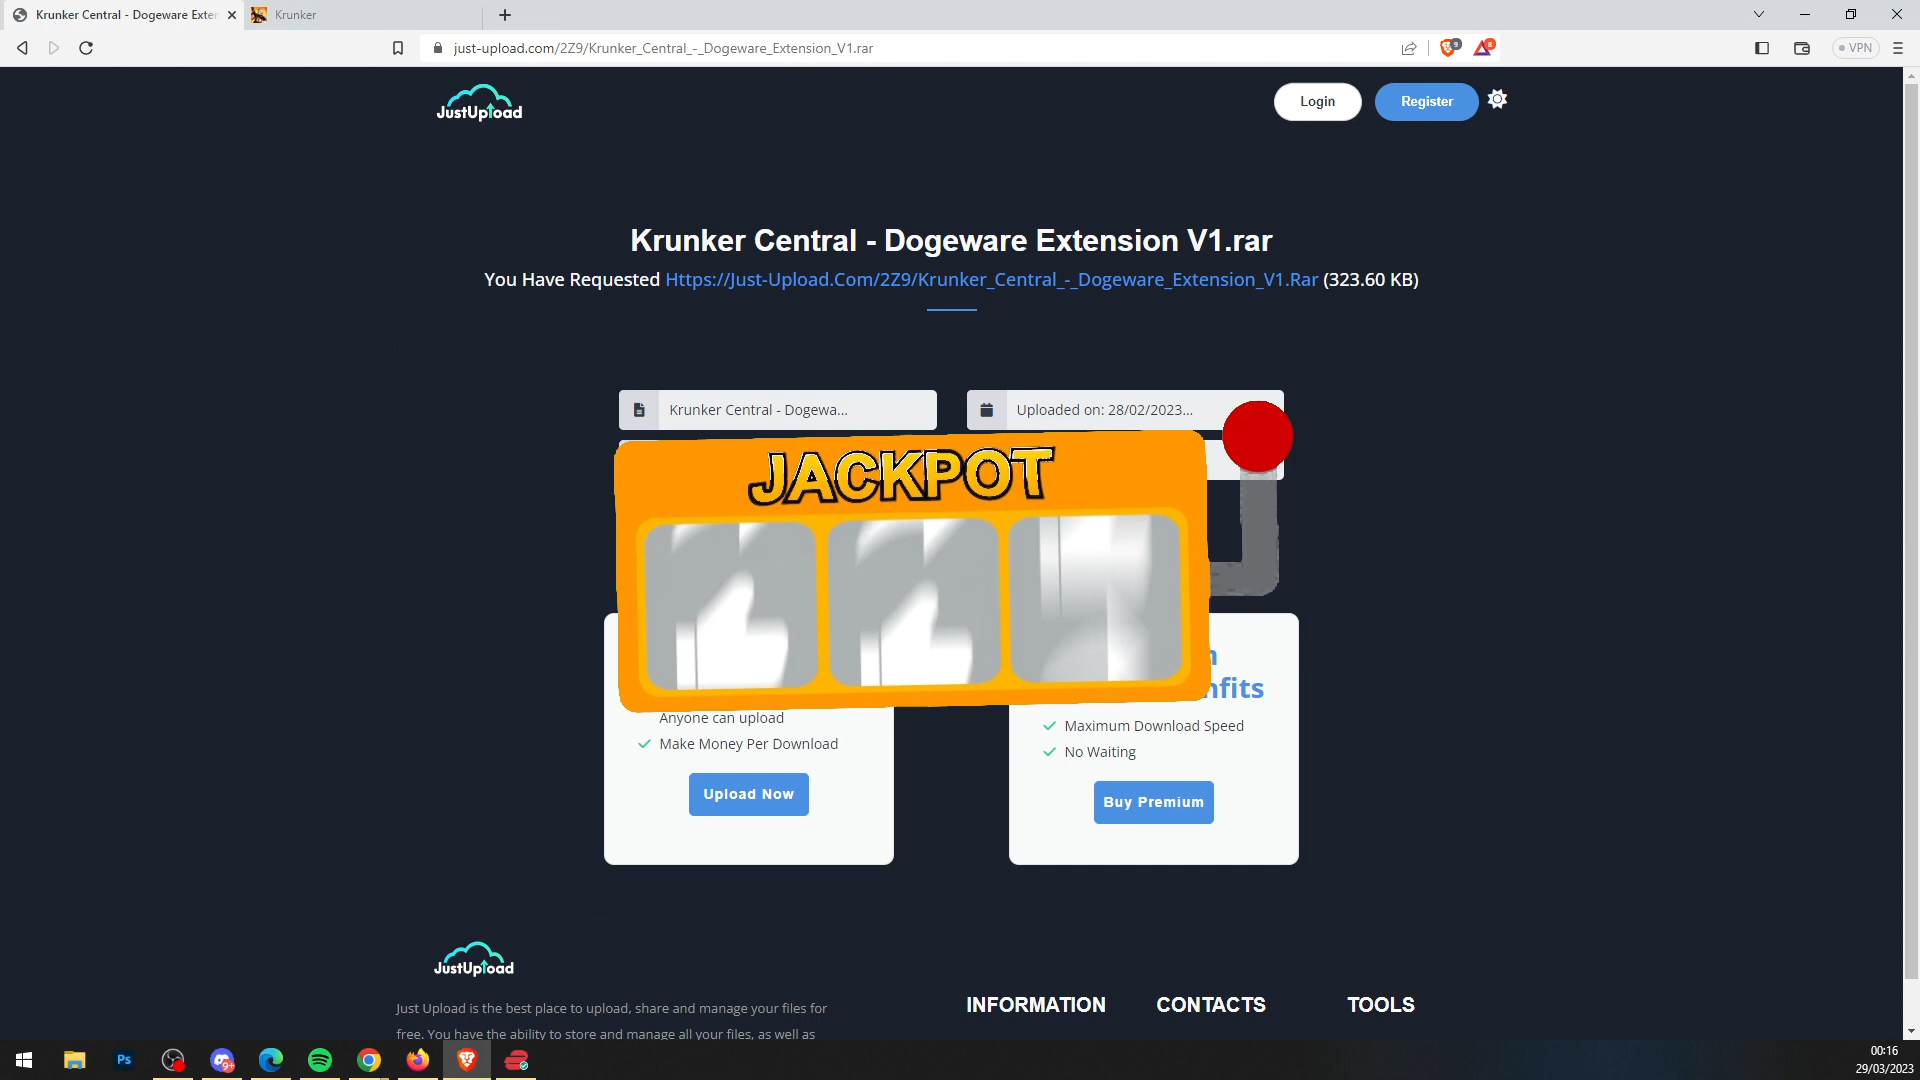 Krunker Central - Dogeware Exten
Krunker
just-upload.com/2Z9/Krunker_Central_-_Dogeware_Extension_V1.rar
9
8
VPN
JustUpload
Login
Register
Krunker Central - Dogeware Extension V1.rar
You Have Requested Https://Just-Upload.Com/2Z9/Krunker_Central_-_Dogeware_Extension_V1.Rar (323.60 KB)
Krunker Central - Dogewa...
Uploaded on: 28/02/2023...
JACKPOT
nfits
Anyone can upload
Make Money Per Download
Upload Now
Maximum Download Speed
No Waiting
Buy Premium
JustUpload
Just Upload is the best place to upload, share and manage your files for
free. You have the ability to store and manage all your files, as well as
INFORMATION
CONTACTS
TOOLS
Ps
9+
00:16
29/03/2023